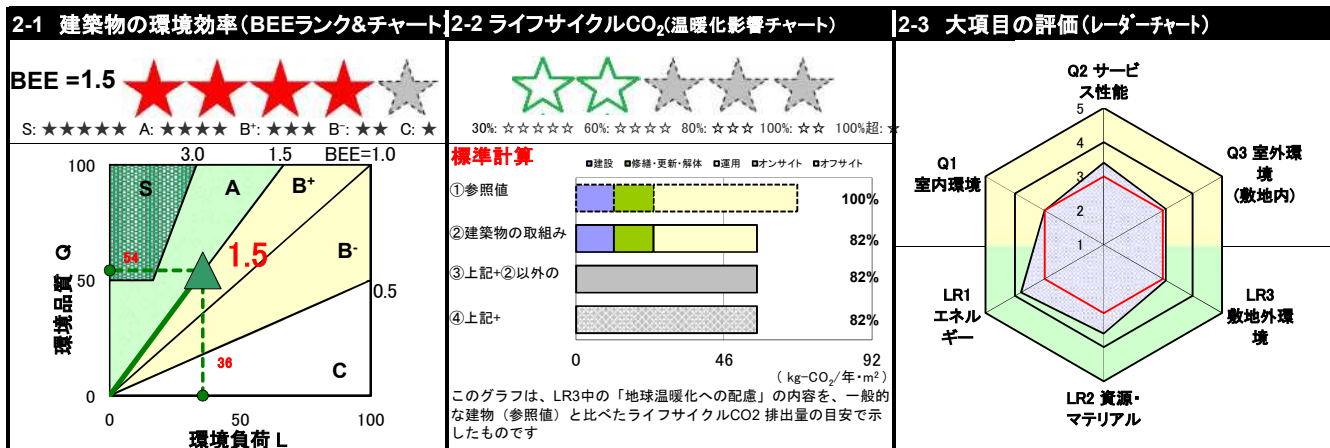 2-1 建築物の環境効率(BEEランク&チャート)
BEE =1.5
S: ★★★★★ A: ★★★★ B⁺: ★★★ B⁻: ★★ C: ★
3.0
1.5
BEE=1.0
100
S
A
B⁺
B⁻
C
54
1.5
50
0.5
36
0
0
50
100
環境品質 Q
環境負荷 L
2-2 ライフサイクルCO₂(温暖化影響チャート)
30%: ☆☆☆☆☆ 60%: ☆☆☆☆ 80%: ☆☆☆ 100%: ☆☆ 100%超: ☆
標準計算
建設 修繕・更新・解体 運用 オンサイト オフサイト
①参照値 100%
②建築物の取組み 82%
③上記+②以外の 82%
④上記+ 82%
0 46 92
( kg-CO₂/年・m²)
このグラフは、LR3中の「地球温暖化への配慮」の内容を、一般的
な建物(参照値)と比べたライフサイクルCO2 排出量の目安で示
したものです
2-3 大項目の評価(レーダーチャート)
Q2 サービ
ス性能
5
4
3
2
1
Q1
室内環境
Q3 室外環
境
(敷地内)
LR1
エネル
ギー
LR3
敷地外環
境
LR2 資源・
マテリアル